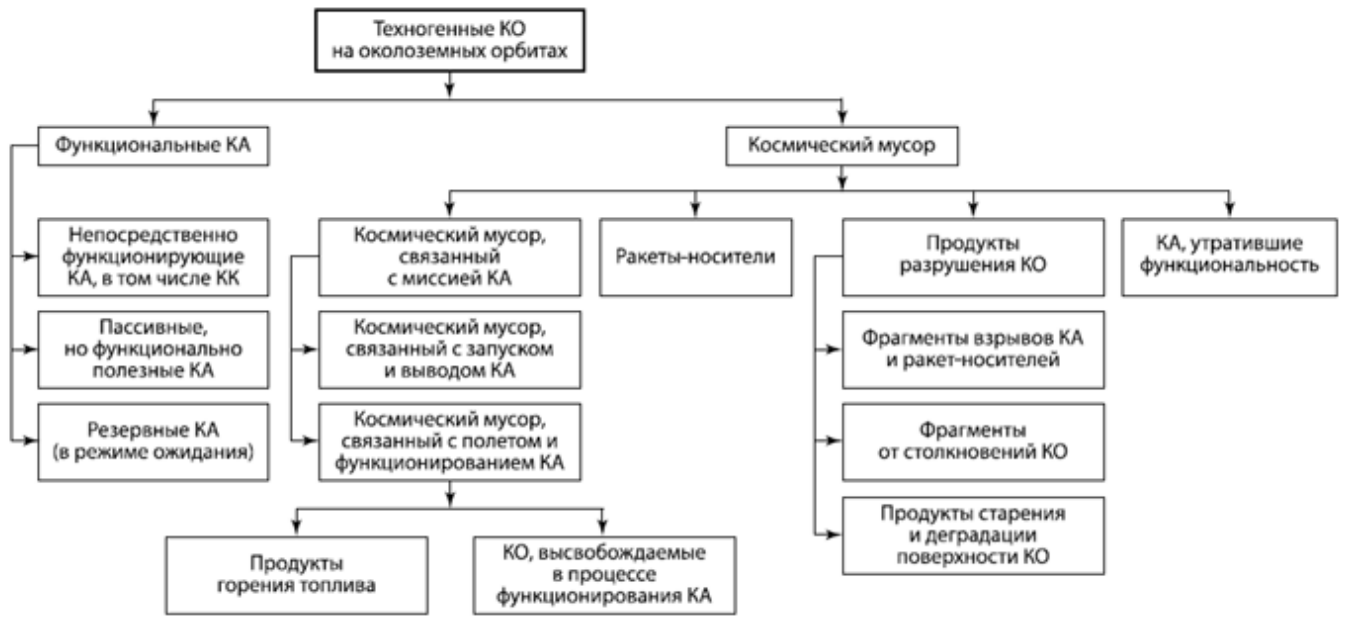 Техногенные КО
на околоземных орбитах
Функциональные КА
Космический мусор
Непосредственно
функционирующие
КА, в том числе КК
Космический мусор,
связанный
с миссией КА
Ракеты-носители
Продукты
разрушения КО
КА, утратившие
функциональность
Пассивные,
но функционально
полезные КА
Космический мусор,
связанный с запуском
и выводом КА
Фрагменты взрывов КА
и ракет-носителей
Резервные КА
(в режиме ожидания)
Космический мусор,
связанный с полетом и
функционированием КА
Фрагменты
от столкновений КО
Продукты
горения топлива
КО, высвобождаемые
в процессе
функционирования КА
Продукты старения
и деградации
поверхности КО